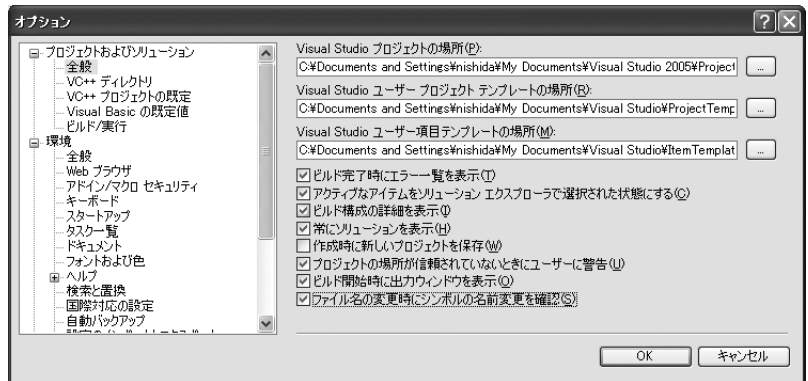 オプション
プロジェクトおよびソリューション
全般
VC++ ディレクトリ
VC++ プロジェクトの既定
Visual Basic の既定値
ビルド/実行
環境
全般
Web ブラウザ
アドイン/マクロ セキュリティ
キーボード
スタートアップ
タスク一覧
ドキュメント
フォントおよび色
ヘルプ
検索と置換
国際対応の設定
自動バックアップ
Visual Studio プロジェクトの場所(P):
C:¥Documents and Settings¥nishida¥My Documents¥Visual Studio 2005¥Project
...
Visual Studio ユーザー プロジェクト テンプレートの場所(R):
C:¥Documents and Settings¥nishida¥My Documents¥Visual Studio¥ProjectTemp
...
Visual Studio ユーザー項目テンプレートの場所(M):
C:¥Documents and Settings¥nishida¥My Documents¥Visual Studio¥ItemTemplat
...
ビルド完了時にエラー一覧を表示(T)
アクティブなアイテムをソリューション エクスプローラで選択された状態にする(C)
ビルド構成の詳細を表示(I)
常にソリューションを表示(H)
作成時に新しいプロジェクトを保存(W)
プロジェクトの場所が信頼されていないときにユーザーに警告(U)
ビルド開始時に出力ウィンドウを表示(O)
ファイル名の変更時にシンボルの名前変更を確認(S)
OK
キャンセル